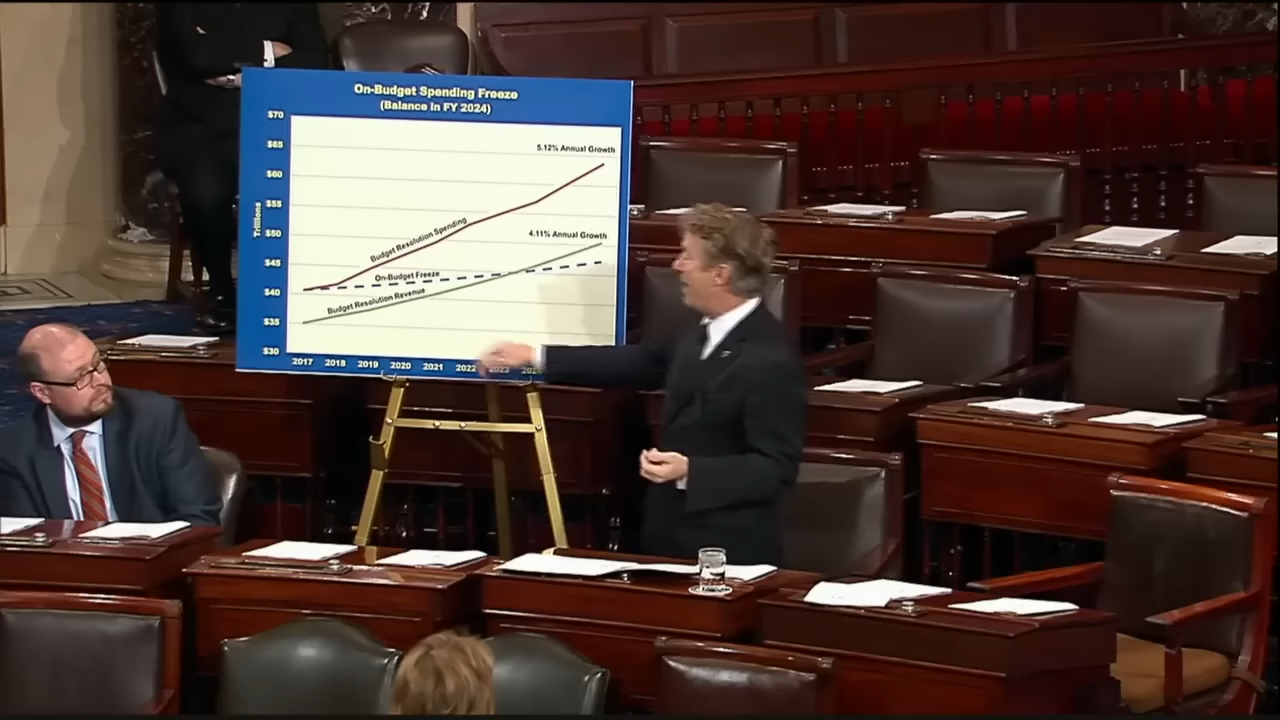 On-Budget Spending Freeze
(Balance in FY 2024)
$70
$65
$60
$55
$50
$45
$40
$35
$30
Trillions
5.12% Annual Growth
Budget Resolution Spending
4.11% Annual Growth
On-Budget Freeze
Budget Resolution Revenue
2017 2018 2019 2020 2021 2022 2023 2024